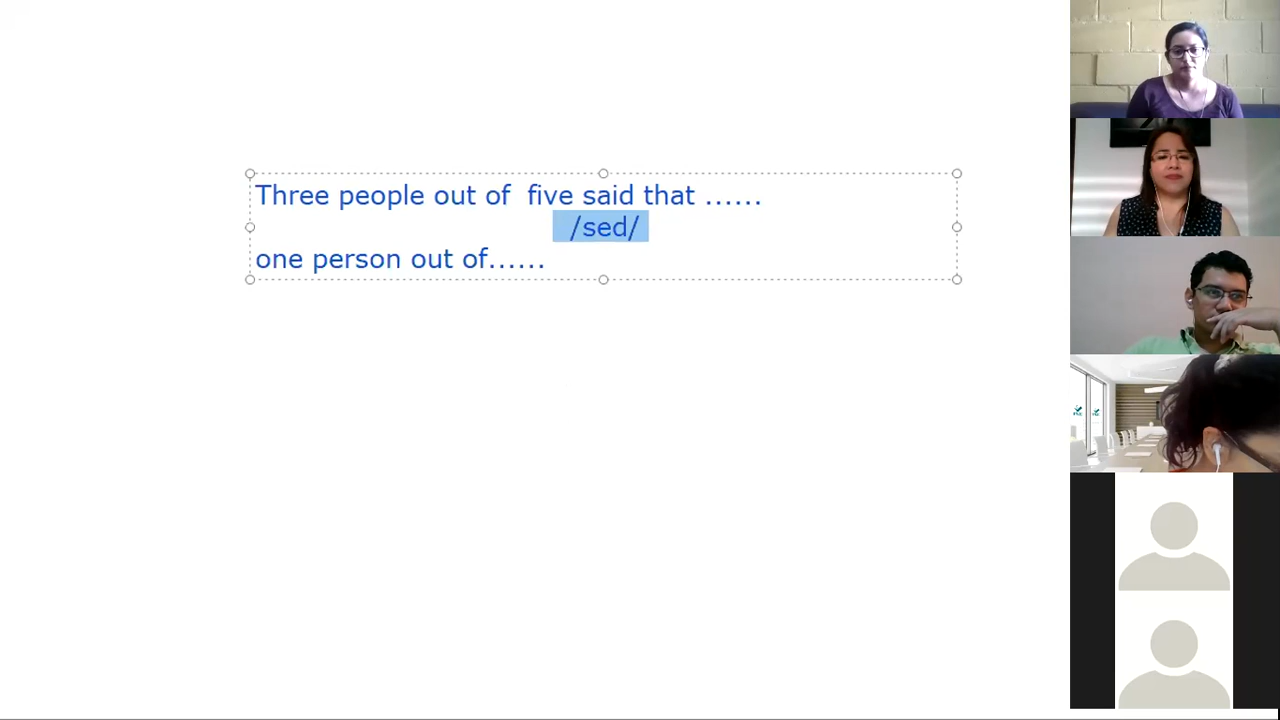 Three people out of  five said that ......
/sed/
one person out of......